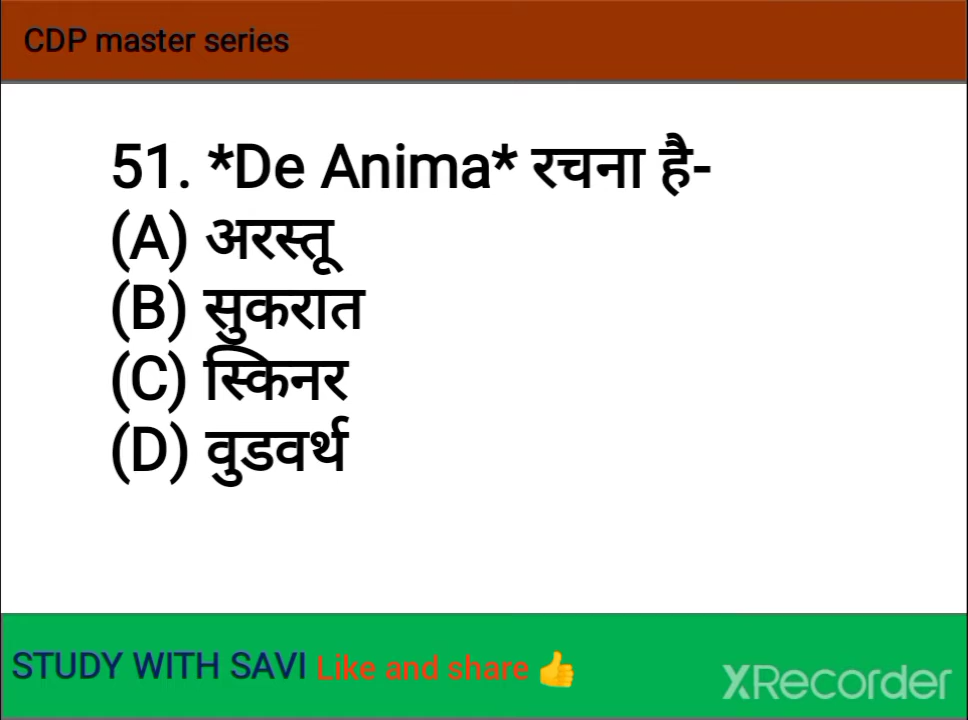 CDP master series
51. *De Anima* रचना है-
(A) अरस्तू
(B) सुकरात
(C) स्किनर
(D) वुडवर्थ
STUDY WITH SAVI Like and share 👍
XRecorder